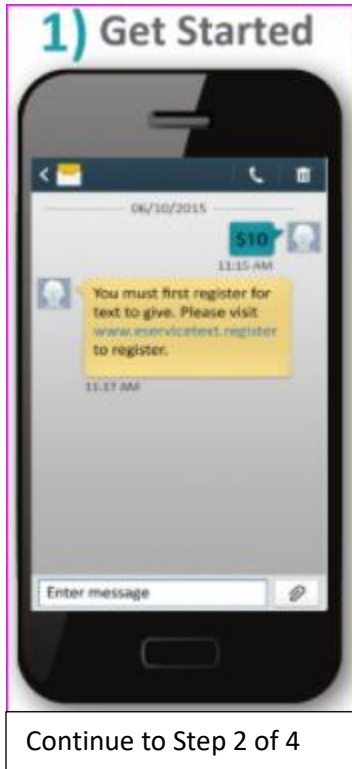 1) Get Started
06/10/2015
$10
11:15 AM
You must first register for
text to give. Please visit
www.eservicetext.register
to register.
11:17 AM
Enter message
Continue to Step 2 of 4